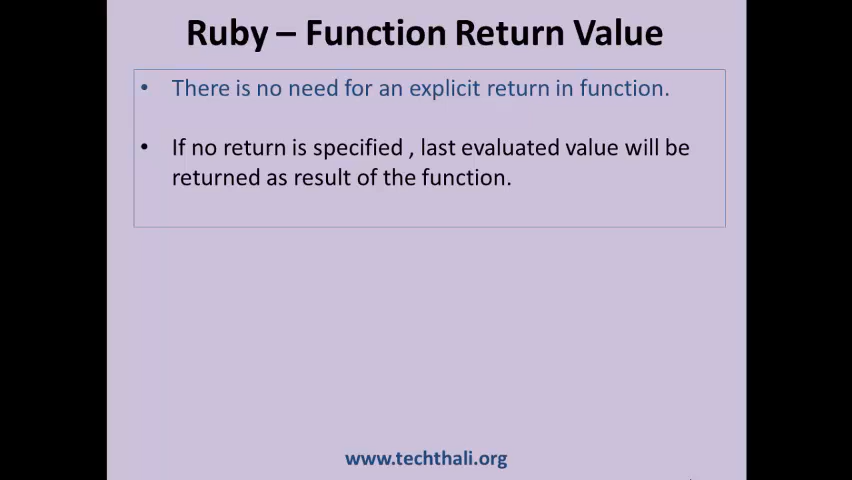 Ruby – Function Return Value
• There is no need for an explicit return in function.
• If no return is specified , last evaluated value will be
returned as result of the function.
www.techthali.org